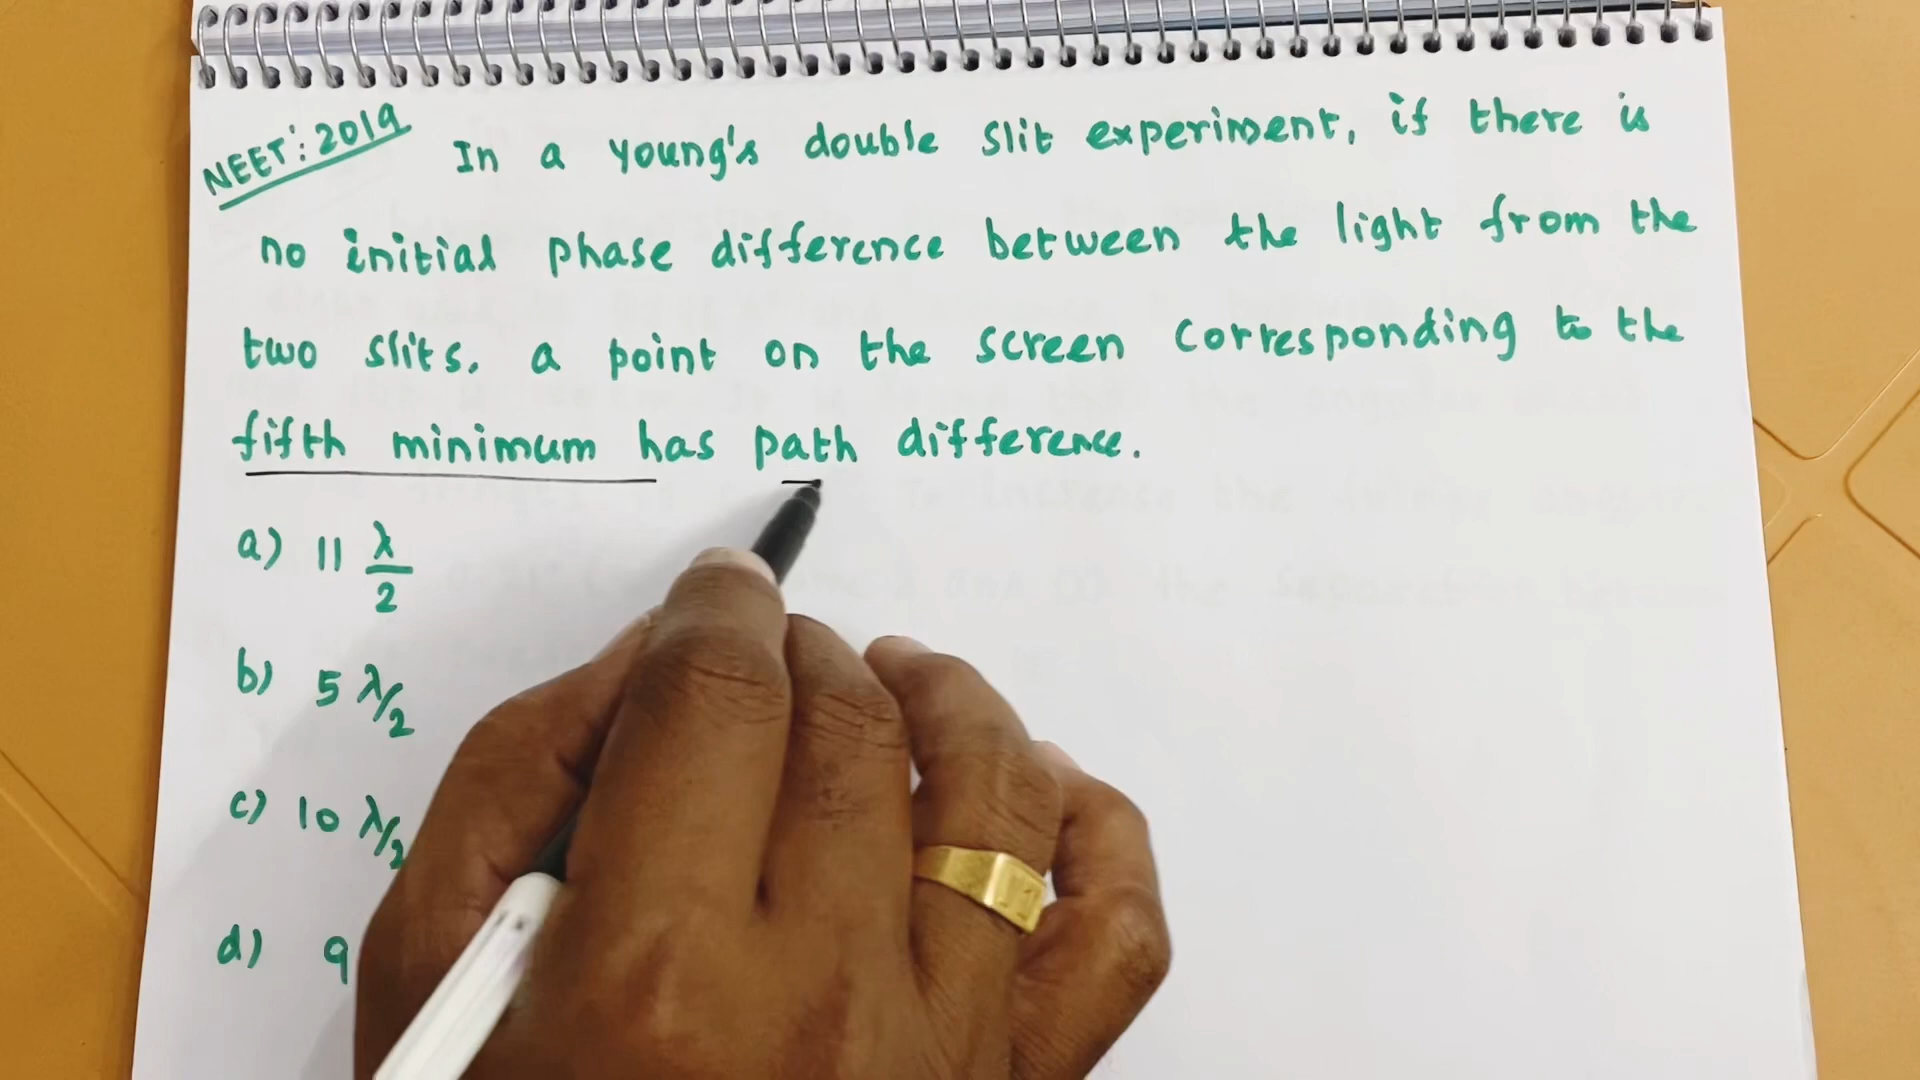 NEET: 2019
In a young's double slit experiment, if there is
no initial phase difference between the light from the
two slits, a point on the screen corresponding to the
fifth minimum has path difference.
a) 11 λ/2
b) 5 λ/2
c) 10 λ/2
d) 9